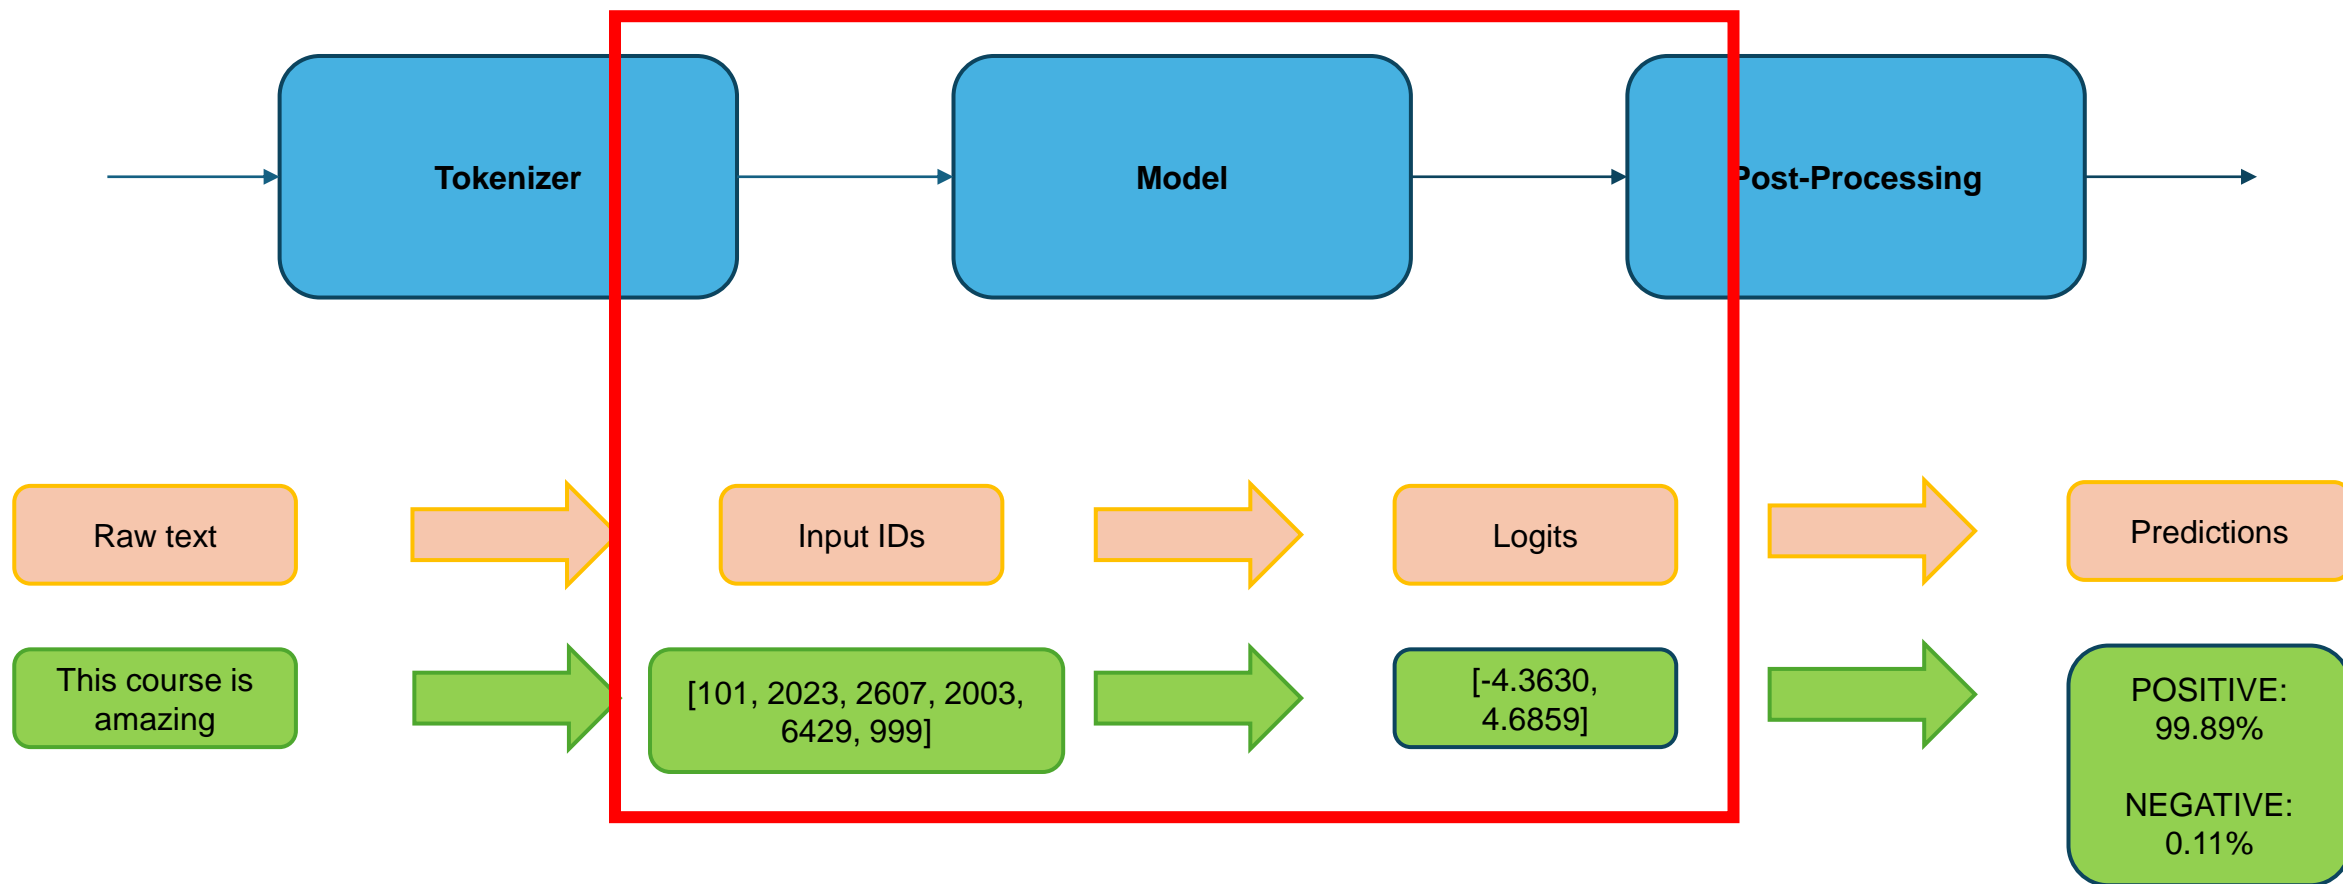 Tokenizer
Model
Post-Processing
Raw text
Input IDs
Logits
Predictions
This course is
amazing
[101, 2023, 2607, 2003,
6429, 999]
[-4.3630,
4.6859]
POSITIVE:
99.89%
NEGATIVE:
0.11%